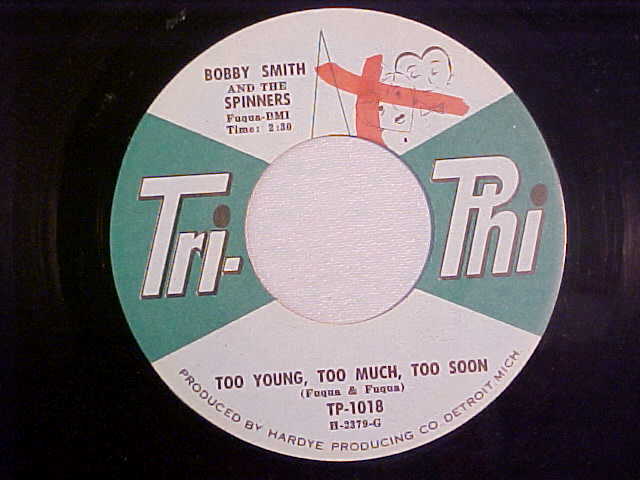 BOBBY SMITH
AND THE
SPINNERS
Fuqua-BMI
Time: 2:30
Tri-Phi
TOO YOUNG, TOO MUCH, TOO SOON
(Fuqua & Fuqua)
TP-1018
H-2379-G
PRODUCED BY HARDYE PRODUCING CO. DETROIT, MICH.